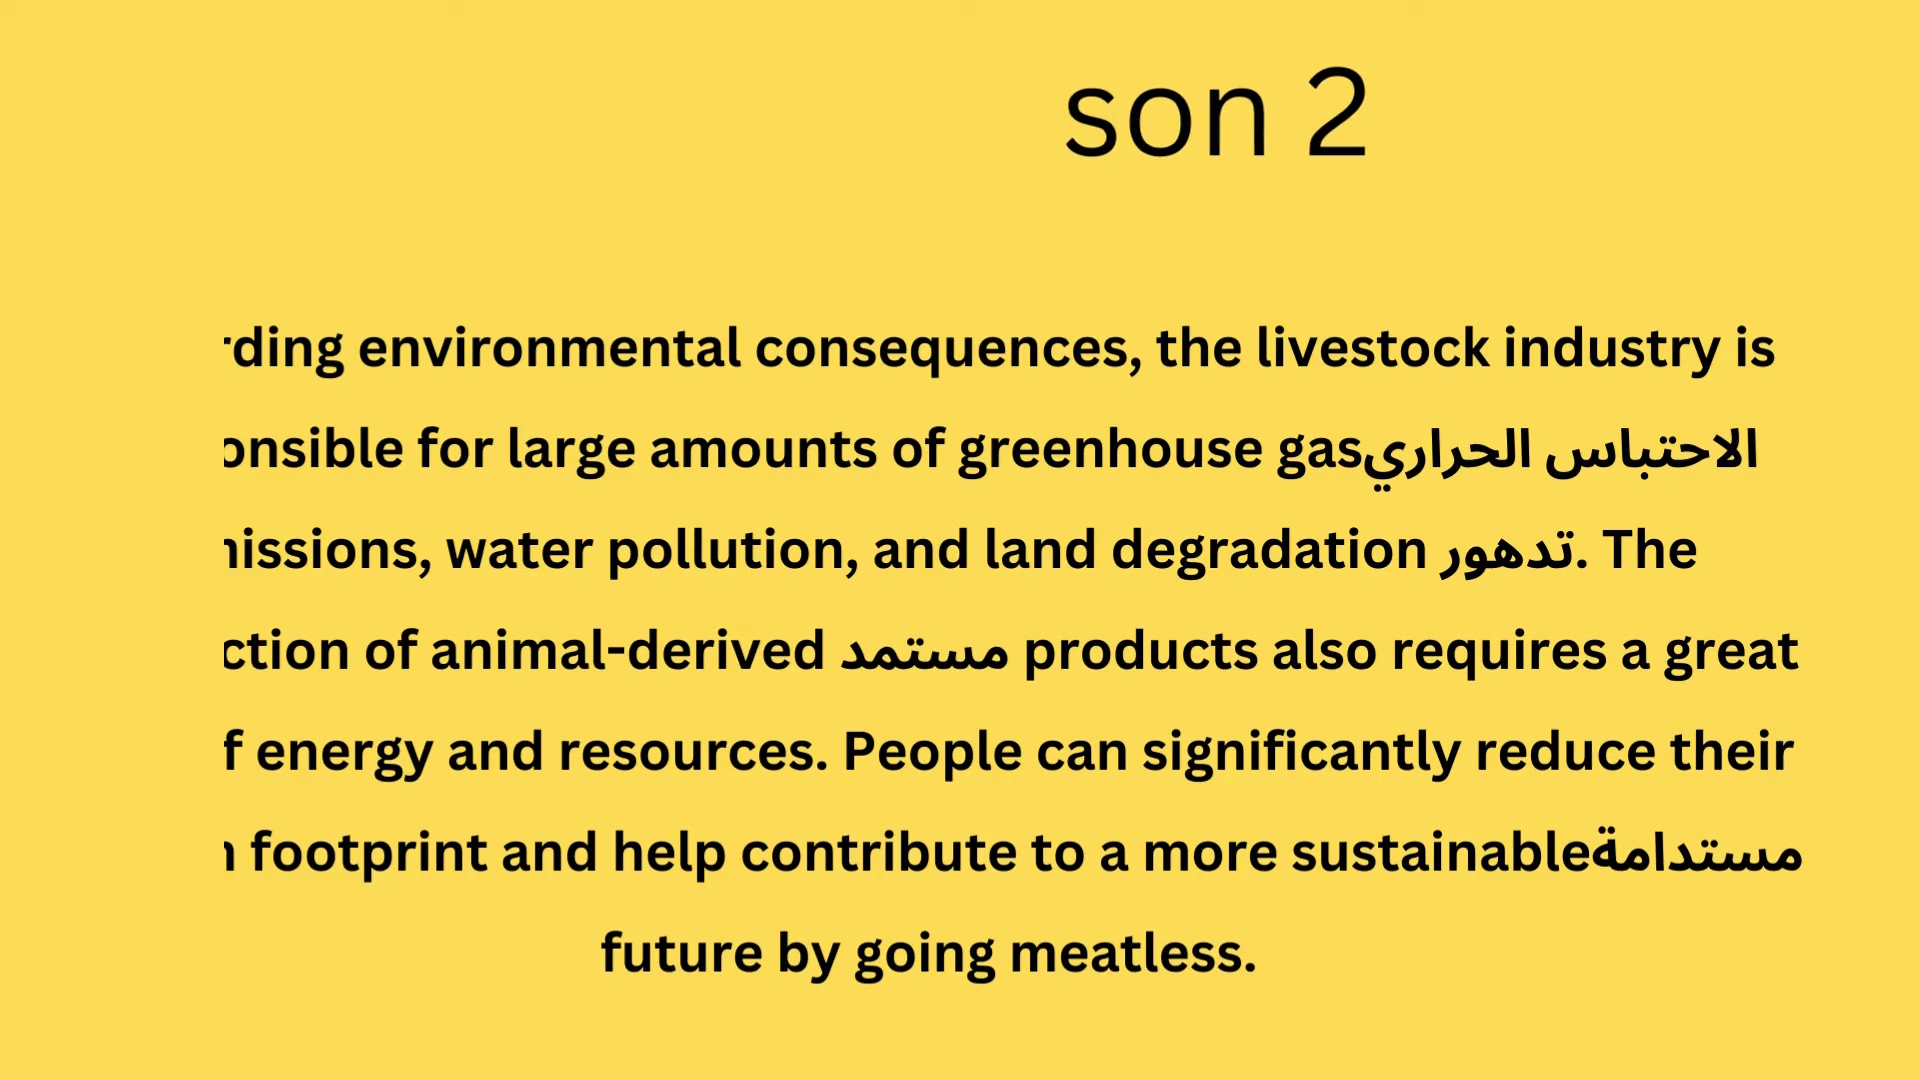 son 2
rding environmental consequences, the livestock industry is
onsible for large amounts of greenhouse gasالاحتباس الحراري
issions, water pollution, and land degradation تدهور. The
ction of animal-derived مستمد products also requires a great
f energy and resources. People can significantly reduce their
footprint and help contribute to a more sustainableمستدامة
future by going meatless.